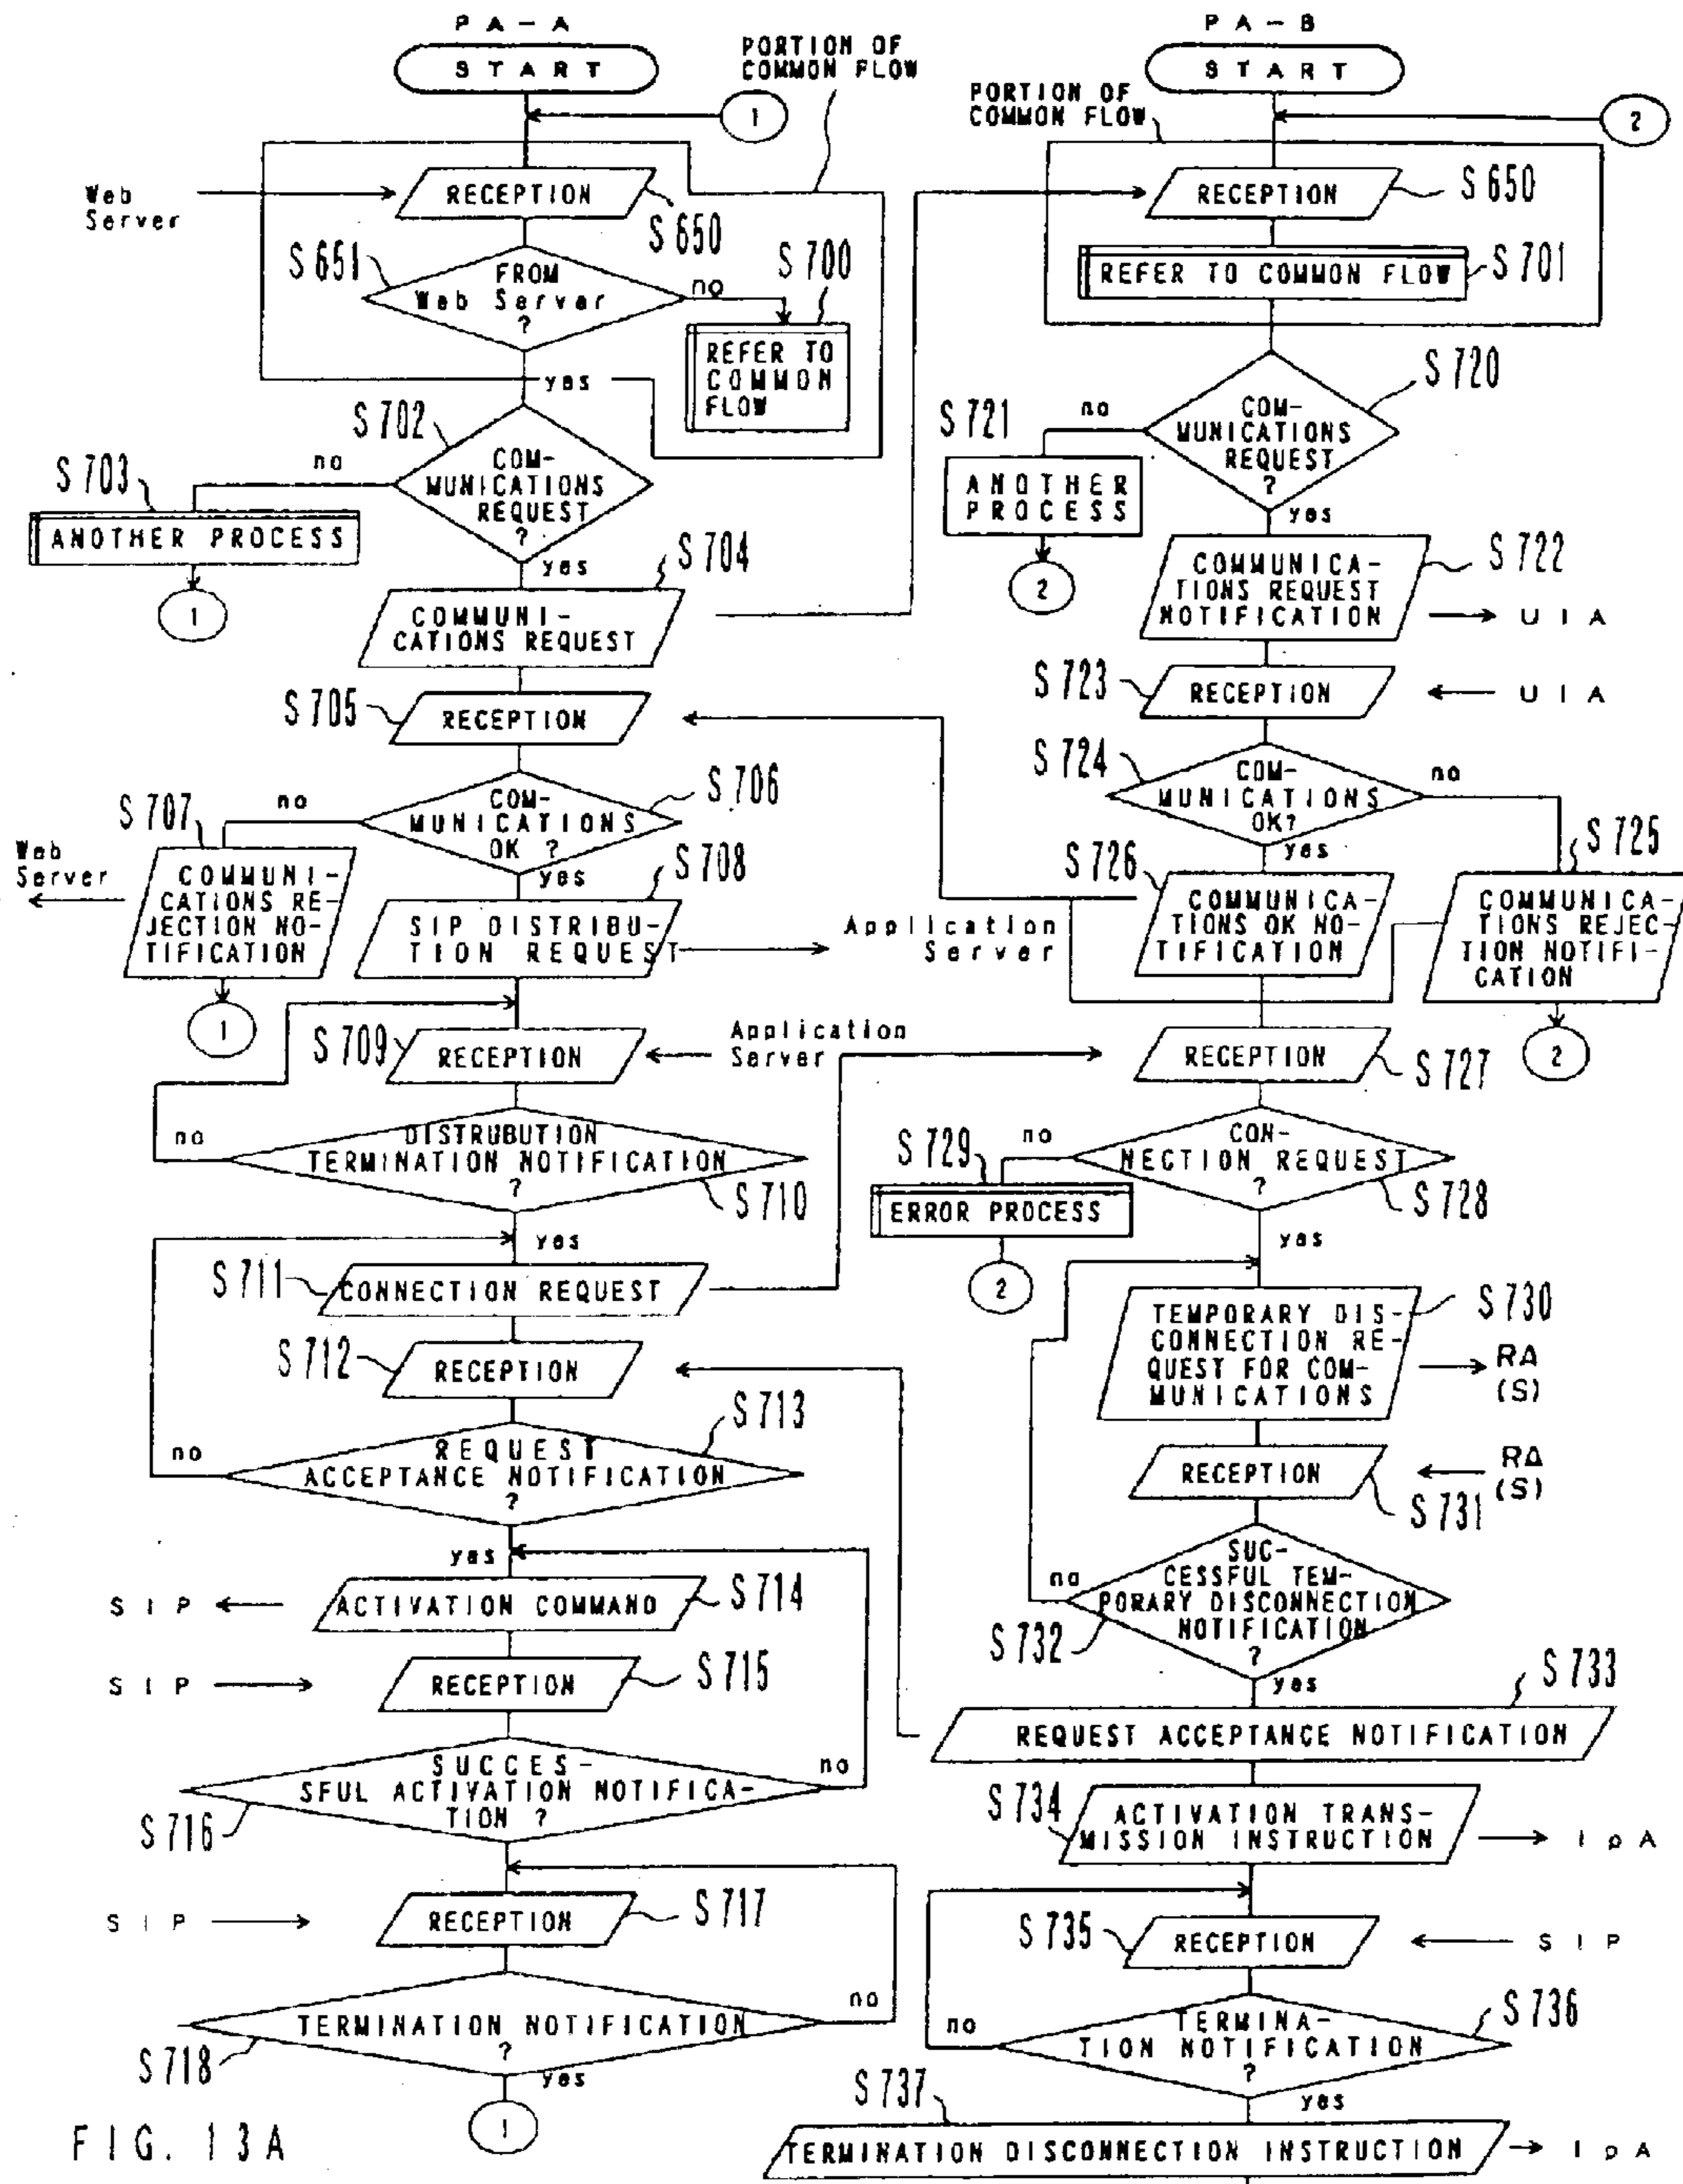 PA-A
START
PORTION OF
COMMON FLOW
1
Web
Server
RECEPTION
S650
S651
FROM
Web Server
?
no
S700
REFER TO
COMMON
FLOW
yes
S702
COM-
MUNICATIONS
REQUEST
?
no
S703
ANOTHER PROCESS
1
yes
S704
COMMUNI-
CATIONS REQUEST
S705
RECEPTION
S706
COM-
MUNICATIONS
OK ?
no
S707
Web
Server
COMMUNI-
CATIONS RE-
JECTION NO-
TIFICATION
1
yes
S708
SIP DISTRIBU-
TION REQUEST
Application
Server
S709
RECEPTION
Application
Server
no
DISTRUBUTION
TERMINATION NOTIFICATION
?
S710
yes
S711
CONNECTION REQUEST
S712
RECEPTION
S713
no
REQUEST
ACCEPTANCE NOTIFICATION
?
yes
SIP
ACTIVATION COMMAND
S714
SIP
RECEPTION
S715
SUCCES-
SFUL ACTIVATION NOTIFICA-
TION ?
no
S716
SIP
RECEPTION
S717
TERMINATION NOTIFICATION
?
no
S718
yes
1
PA-B
START
PORTION OF
COMMON FLOW
2
RECEPTION
S650
REFER TO COMMON FLOW
S701
S720
COM-
MUNICATIONS
REQUEST
?
no
S721
ANOTHER
PROCESS
2
yes
COMMUNICA-
TIONS REQUEST
NOTIFICATION
S722
UIA
S723
RECEPTION
UIA
S724
COM-
MUNICATIONS
OK?
no
yes
S725
S726
COMMUNICA-
TIONS OK NO-
TIFICATION
COMMUNICA-
TIONS REJEC-
TION NOTIFI-
CATION
2
RECEPTION
S727
CON-
NECTION REQUEST
?
no
S728
S729
ERROR PROCESS
2
yes
TEMPORARY DIS-
CONNECTION RE-
QUEST FOR COM-
MUNICATIONS
S730
RA
(S)
RECEPTION
RA
(S)
S731
SUC-
CESSFUL TEM-
PORARY DISCONNECTION
NOTIFICATION
?
no
S732
yes
S733
REQUEST ACCEPTANCE NOTIFICATION
S734
ACTIVATION TRANS-
MISSION INSTRUCTION
IpA
S735
RECEPTION
SIP
S736
TERMINA-
TION NOTIFICATION
?
no
yes
S737
TERMINATION DISCONNECTION INSTRUCTION
IpA
FIG. 13A